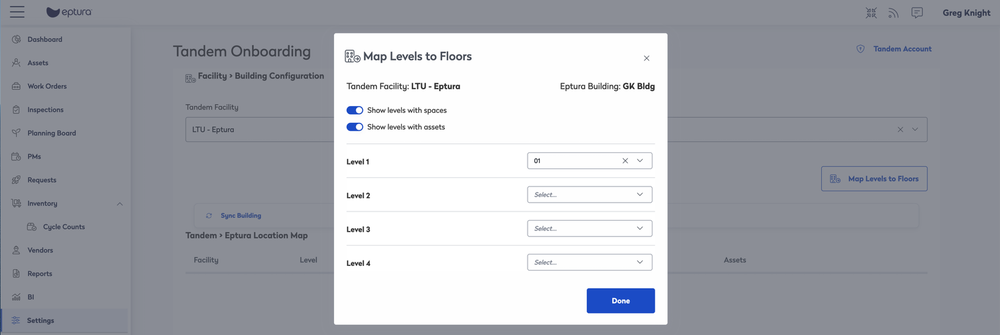 eptura
Greg Knight
Dashboard
Assets
Work Orders
Inspections
Planning Board
PMs
Requests
Inventory
Cycle Counts
Vendors
Reports
BI
Settings
Tandem Onboarding
Tandem Account
Facility > Building Configuration
Tandem Facility
LTU - Eptura
Map Levels to Floors
Sync Building
Tandem > Eptura Location Map
Facility Level Assets
Map Levels to Floors
Tandem Facility: LTU - Eptura Eptura Building: GK Bldg
Show levels with spaces
Show levels with assets
Level 1 01
Level 2 Select...
Level 3 Select...
Level 4 Select...
Done